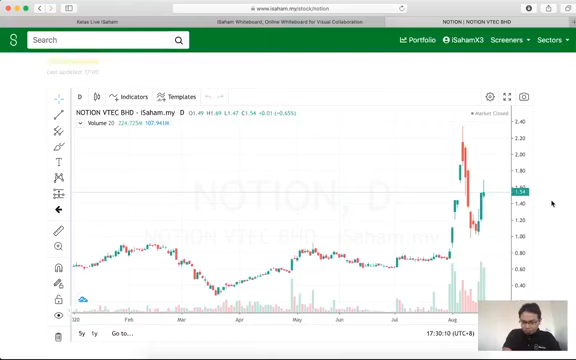 www.isaham.my/stock/notion
Kelas Live iSaham
iSaham Whiteboard, Online Whiteboard for Visual Collaboration
NOTION | NOTION VTEC BHD
Search
Portfolio
iSahamX3
Screeners
Sectors
D
Indicators
Templates
NOTION VTEC BHD - iSaham.my
D
O1.49 H1.69 L1.47 C1.54 +0.01 (+0.65%)
Market Closed
Volume 20
224.725M
107.941M
NOTION, D
NOTION VTEC BHD - iSaham.my
2.40
2.20
2.00
1.80
1.54
1.40
1.20
1.00
0.80
0.60
0.40
2020
Feb
Mar
Apr
May
Jun
Jul
Aug
5y
1y
Go to...
17:30:10 (UTC+8)